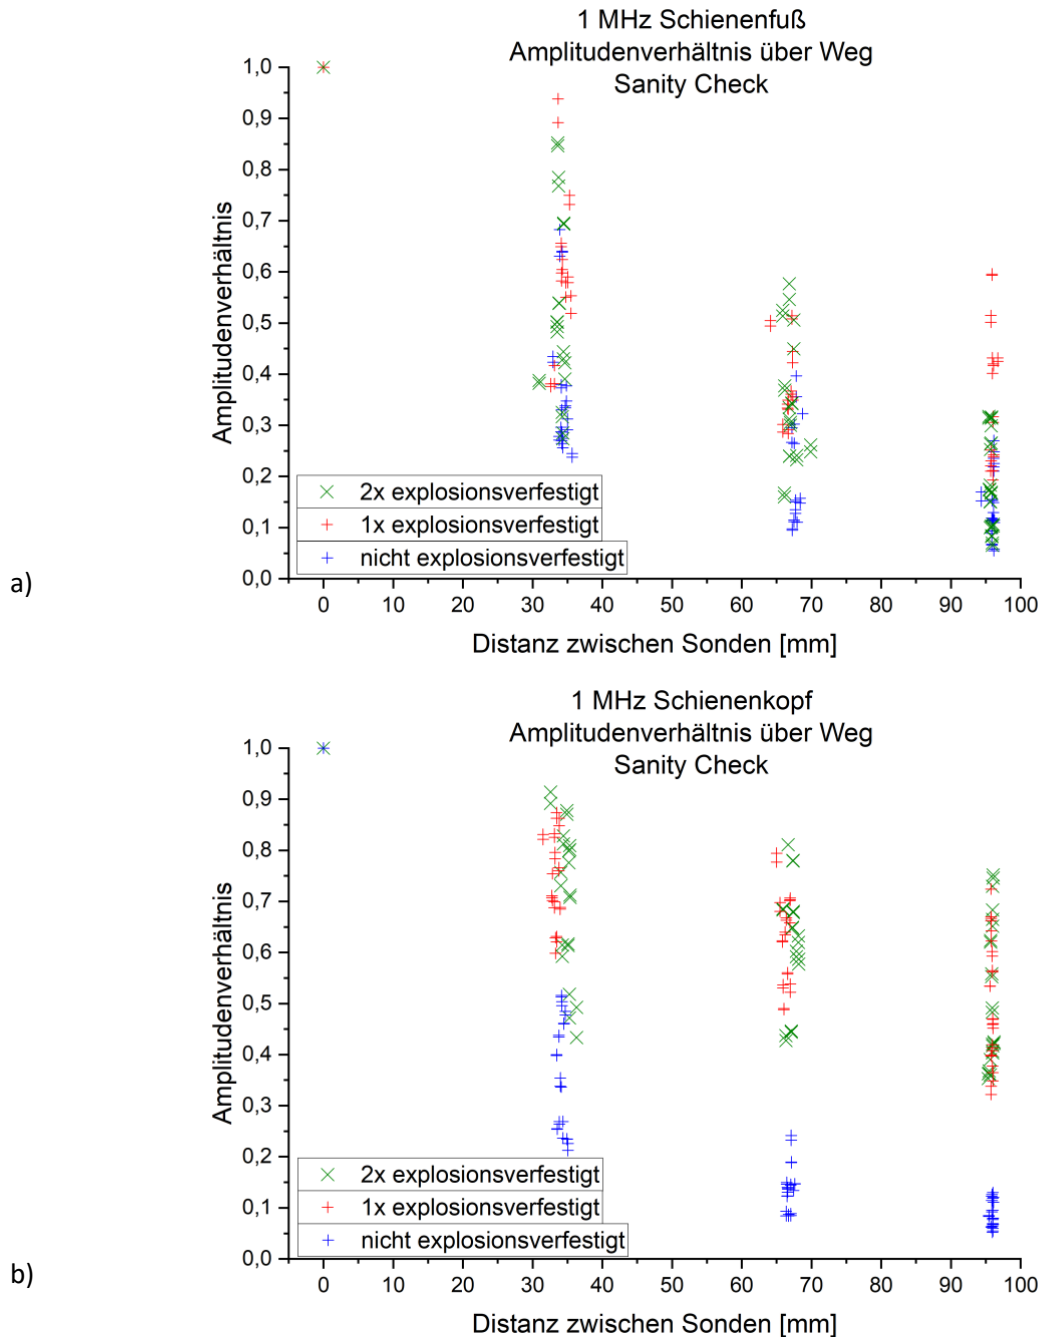 1 MHz Schienenfuß
Amplitudenverhältnis über Weg
Sanity Check
1,0
0,9
0,8
0,7
0,6
0,5
0,4
0,3
0,2
0,1
0,0
Amplitudenverhältnis
2x explosionsverfestigt
1x explosionsverfestigt
nicht explosionsverfestigt
a)
0 10 20 30 40 50 60 70 80 90 100
Distanz zwischen Sonden [mm]
1 MHz Schienenkopf
Amplitudenverhältnis über Weg
Sanity Check
1,0
0,9
0,8
0,7
0,6
0,5
0,4
0,3
0,2
0,1
0,0
Amplitudenverhältnis
2x explosionsverfestigt
1x explosionsverfestigt
nicht explosionsverfestigt
b)
0 10 20 30 40 50 60 70 80 90 100
Distanz zwischen Sonden [mm]